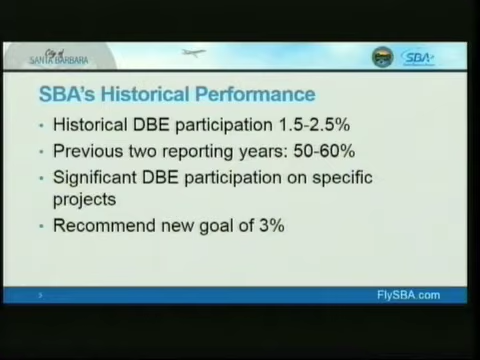 City of
SANTA BARBARA
SBA
SBA's Historical Performance
• Historical DBE participation 1.5-2.5%
• Previous two reporting years: 50-60%
• Significant DBE participation on specific
projects
• Recommend new goal of 3%
FlySBA.com